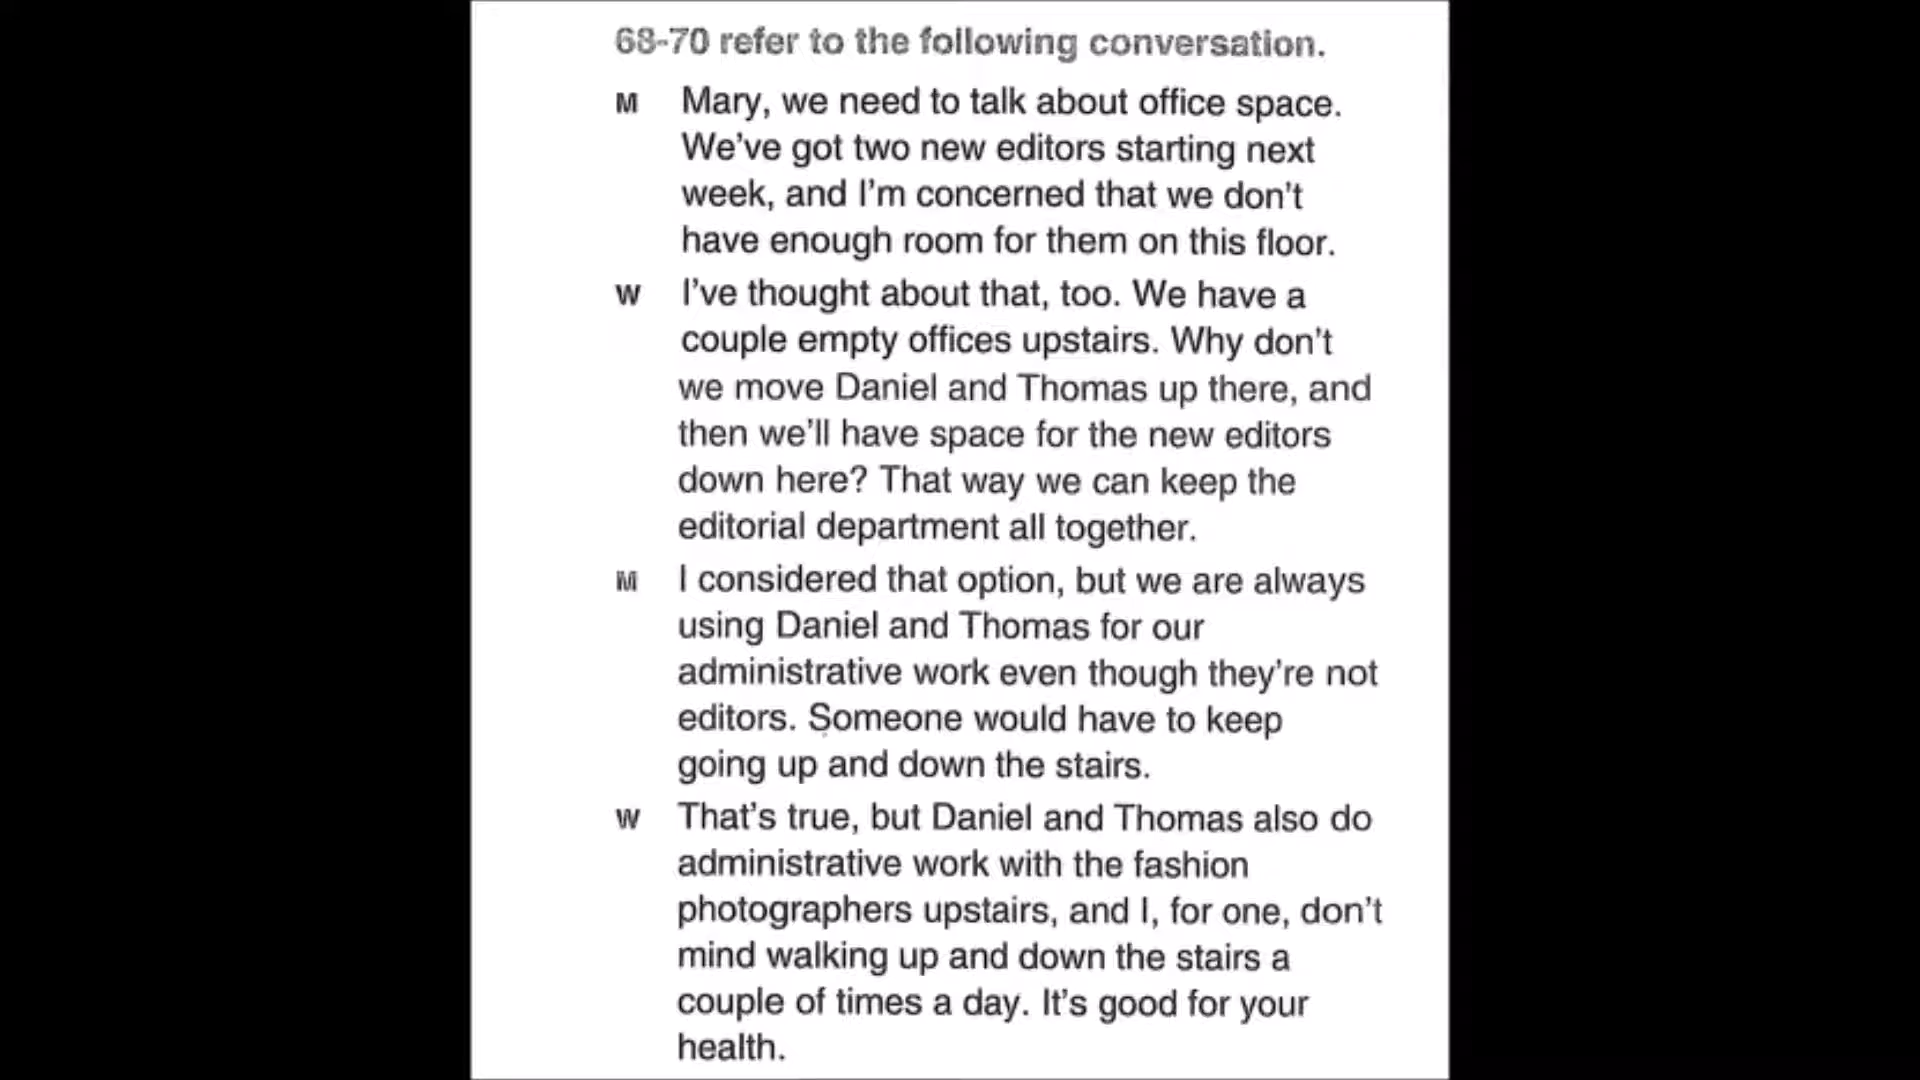 68-70 refer to the following conversation.
M Mary, we need to talk about office space.
We've got two new editors starting next
week, and I'm concerned that we don't
have enough room for them on this floor.
W I've thought about that, too. We have a
couple empty offices upstairs. Why don't
we move Daniel and Thomas up there, and
then we'll have space for the new editors
down here? That way we can keep the
editorial department all together.
M I considered that option, but we are always
using Daniel and Thomas for our
administrative work even though they're not
editors. Someone would have to keep
going up and down the stairs.
W That's true, but Daniel and Thomas also do
administrative work with the fashion
photographers upstairs, and I, for one, don't
mind walking up and down the stairs a
couple of times a day. It's good for your
health.